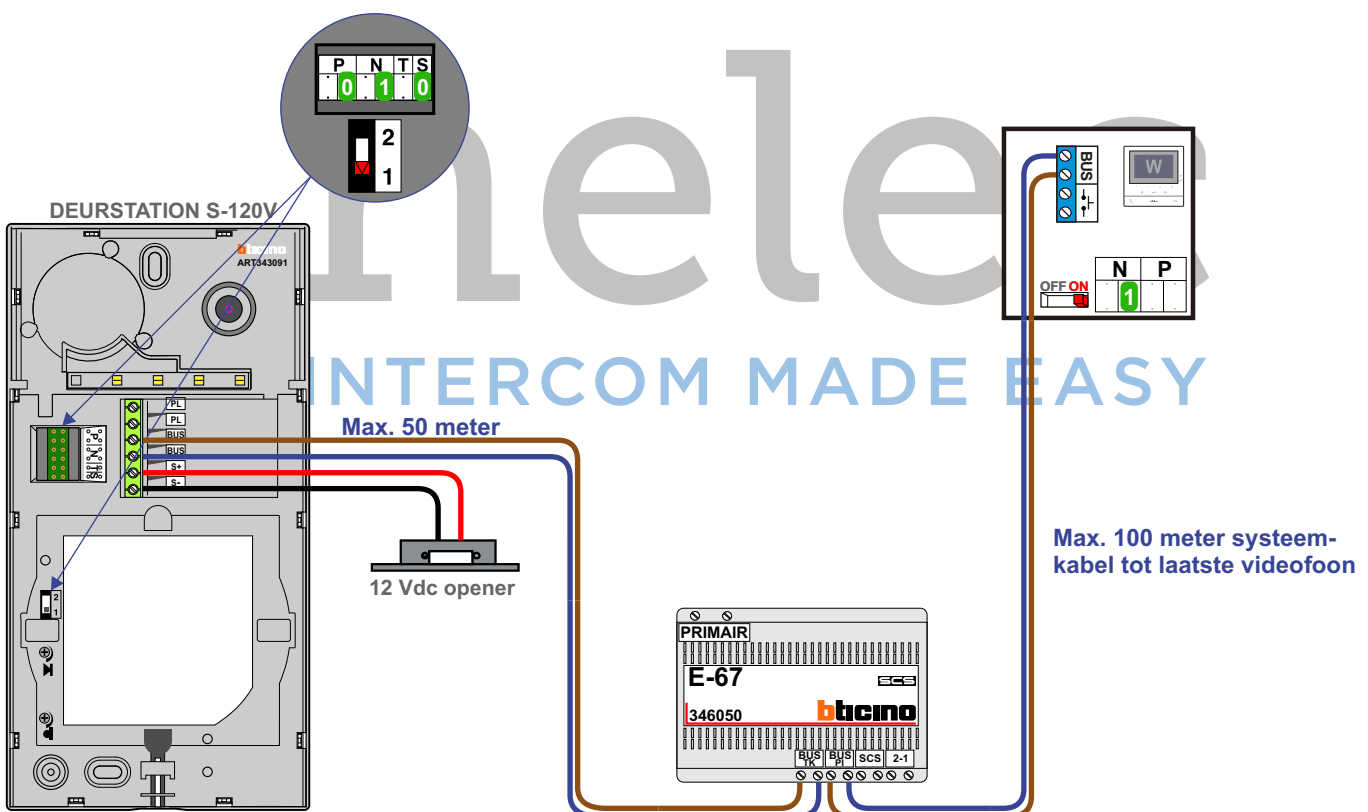 P N T S
0 1 0
2
1
nelec
INTERCOM MADE EASY
DEURSTATION S-120V
bticino
ART343091
PL
PL
BUS
BUS
S+
S-
P N T S
2
1
Max. 50 meter
12 Vdc opener
BUS
W
OFF ON
N P
1
Max. 100 meter systeem-
kabel tot laatste videofoon
PRIMAIR
E-67
SCS
346050
bticino
BUS TK
BUS PI
SCS
2-1